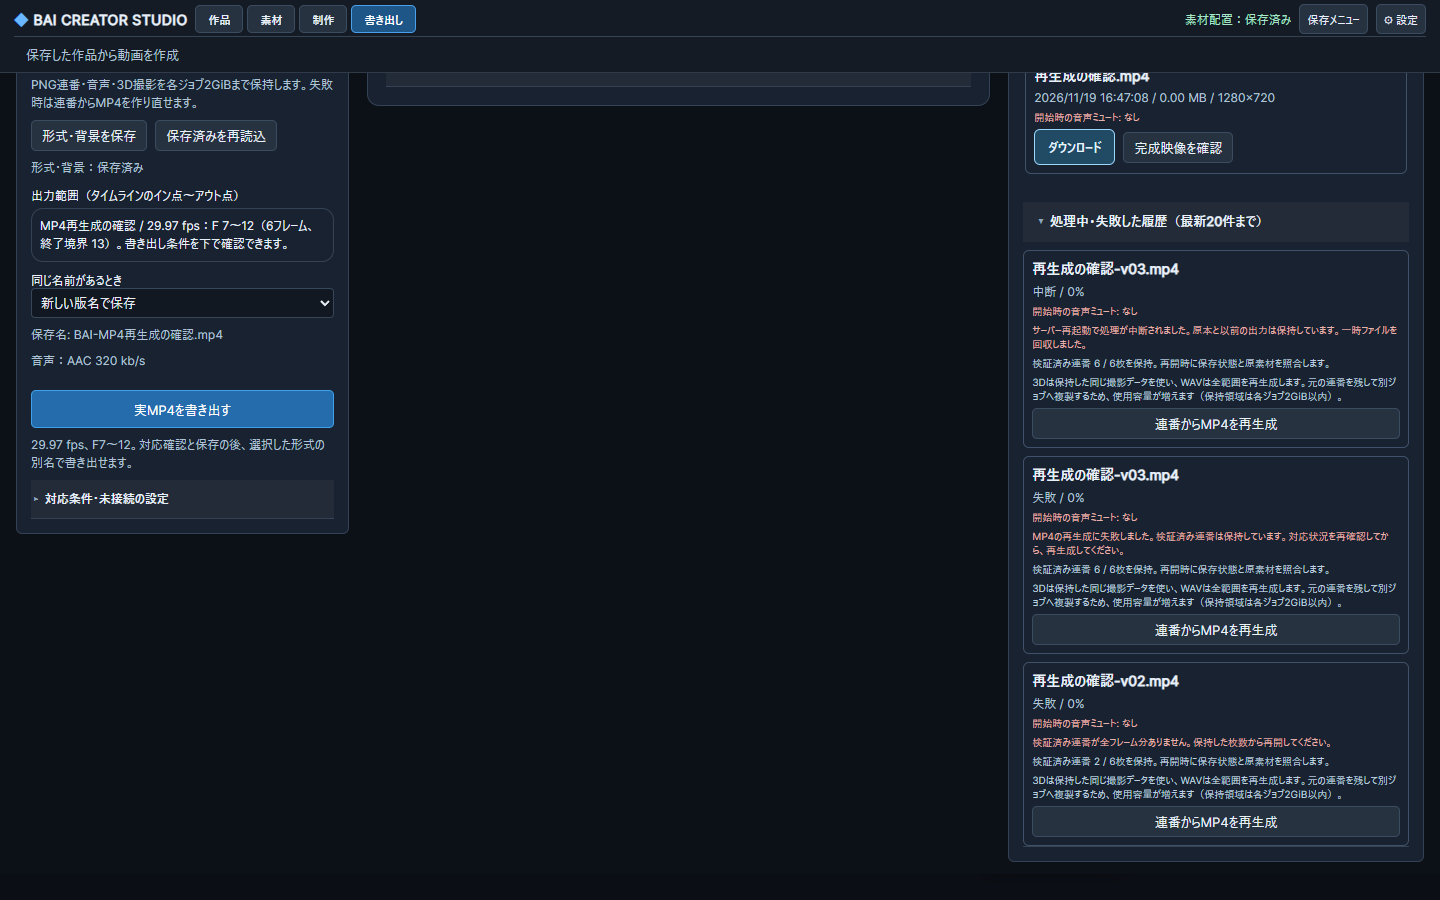 BAI CREATOR STUDIO
作品
素材
制作
書き出し
素材配置：保存済み
保存メニュー
設定
保存した作品から動画を作成
PNG連番・音声・3D撮影を各ジョブ2GiBまで保持します。失敗
時は連番からMP4を作り直せます。
形式・背景を保存
保存済みを再読込
形式・背景：保存済み
出力範囲（タイムラインのイン点〜アウト点）
MP4再生成の確認 / 29.97 fps：F 7〜12（6フレーム、
終了境界 13）。書き出し条件を下で確認できます。
同じ名前があるとき
新しい版名で保存
保存名: BAI-MP4再生成の確認.mp4
音声：AAC 320 kb/s
実MP4を書き出す
29.97 fps、F7〜12。対応確認と保存の後、選択した形式の
別名で書き出せます。
対応条件・未接続の設定
再生成の確認.mp4
2026/11/19 16:47:08 / 0.00 MB / 1280×720
開始時の音声ミュート: なし
ダウンロード
完成映像を確認
処理中・失敗した履歴（最新20件まで）
再生成の確認-v03.mp4
中断 / 0%
開始時の音声ミュート: なし
サーバー再起動で処理が中断されました。原本と以前の出力は保持しています。一時ファイルを
回収しました。
検証済み連番 6 / 6枚を保持。再開時に保存状態と原素材を照合します。
3Dは保持した同じ撮影データを使い、WAVは全範囲を再生成します。元の連番を残して別ジ
ョブへ複製するため、使用容量が増えます（保持領域は各ジョブ2GiB以内）。
連番からMP4を再生成
再生成の確認-v03.mp4
失敗 / 0%
開始時の音声ミュート: なし
MP4の再生成に失敗しました。検証済み連番は保持しています。対応状況を再確認してか
ら、再生成してください。
検証済み連番 6 / 6枚を保持。再開時に保存状態と原素材を照合します。
3Dは保持した同じ撮影データを使い、WAVは全範囲を再生成します。元の連番を残して別ジ
ョブへ複製するため、使用容量が増えます（保持領域は各ジョブ2GiB以内）。
連番からMP4を再生成
再生成の確認-v02.mp4
失敗 / 0%
開始時の音声ミュート: なし
検証済み連番が全フレーム分ありません。保持した枚数から再開してください。
検証済み連番 2 / 6枚を保持。再開時に保存状態と原素材を照合します。
3Dは保持した同じ撮影データを使い、WAVは全範囲を再生成します。元の連番を残して別ジ
ョブへ複製するため、使用容量が増えます（保持領域は各ジョブ2GiB以内）。
連番からMP4を再生成